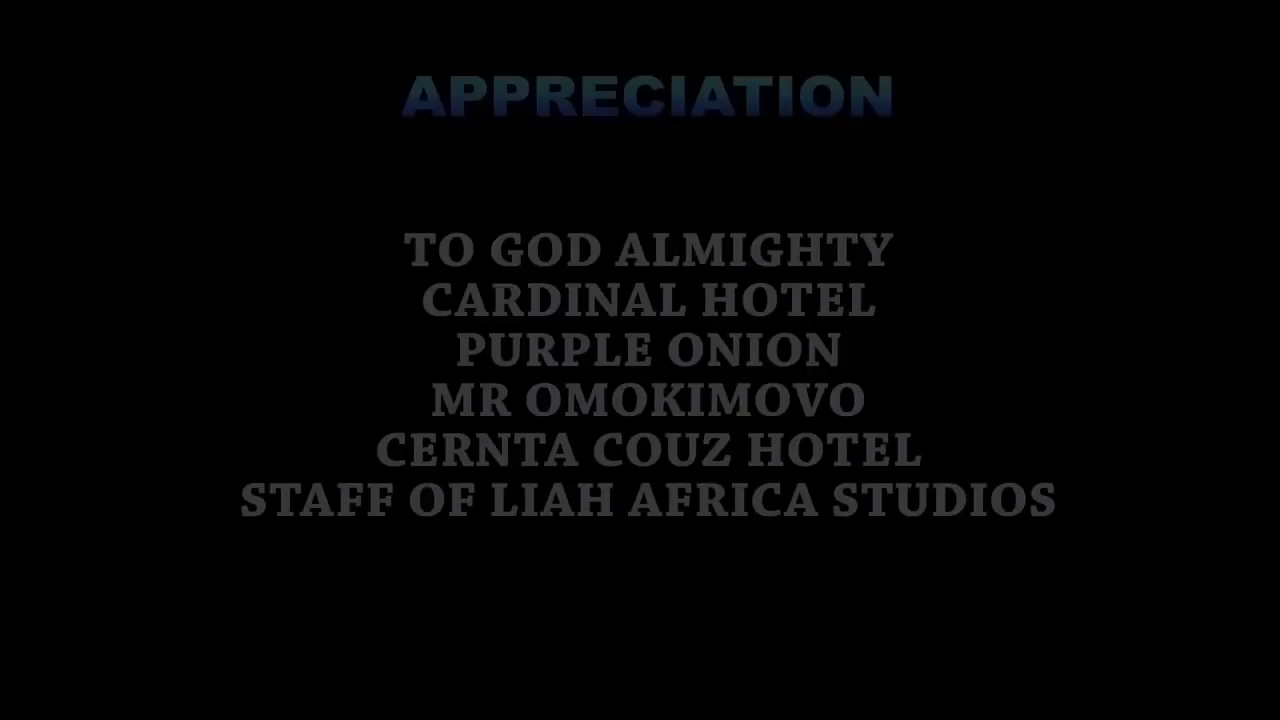 APPRECIATION
TO GOD ALMIGHTY
CARDINAL HOTEL
PURPLE ONION
MR OMOKIMOVO
CERNTA COUZ HOTEL
STAFF OF LIAH AFRICA STUDIOS